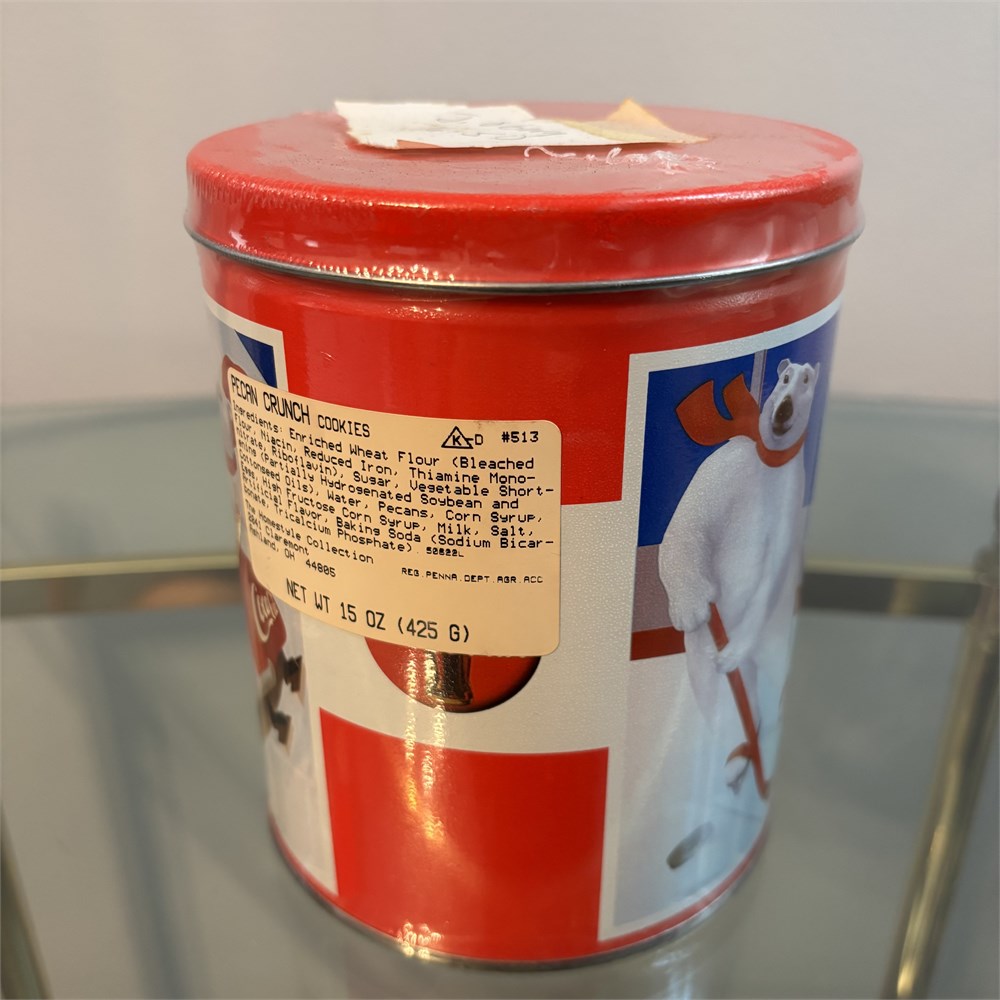 PECAN CRUNCH COOKIES
K D #513
Ingredients: Enriched Wheat Flour (Bleached
Flour, Niacin, Reduced Iron, Thiamine Mono-
nitrate, Riboflavin), Sugar, Vegetable Short-
ening (Partially Hydrogenated Soybean and
Cottonseed Oils), Water, Pecans, Corn Syrup,
High Fructose Corn Syrup, Milk, Salt,
Flavor, Baking Soda (Sodium Bicar-
bonate, Tricalcium Phosphate). 50822L
Homestyle Collection
Claremont
OH 44805
REG.PENNA.DEPT.AGR.ACC
NET WT 15 OZ (425 G)